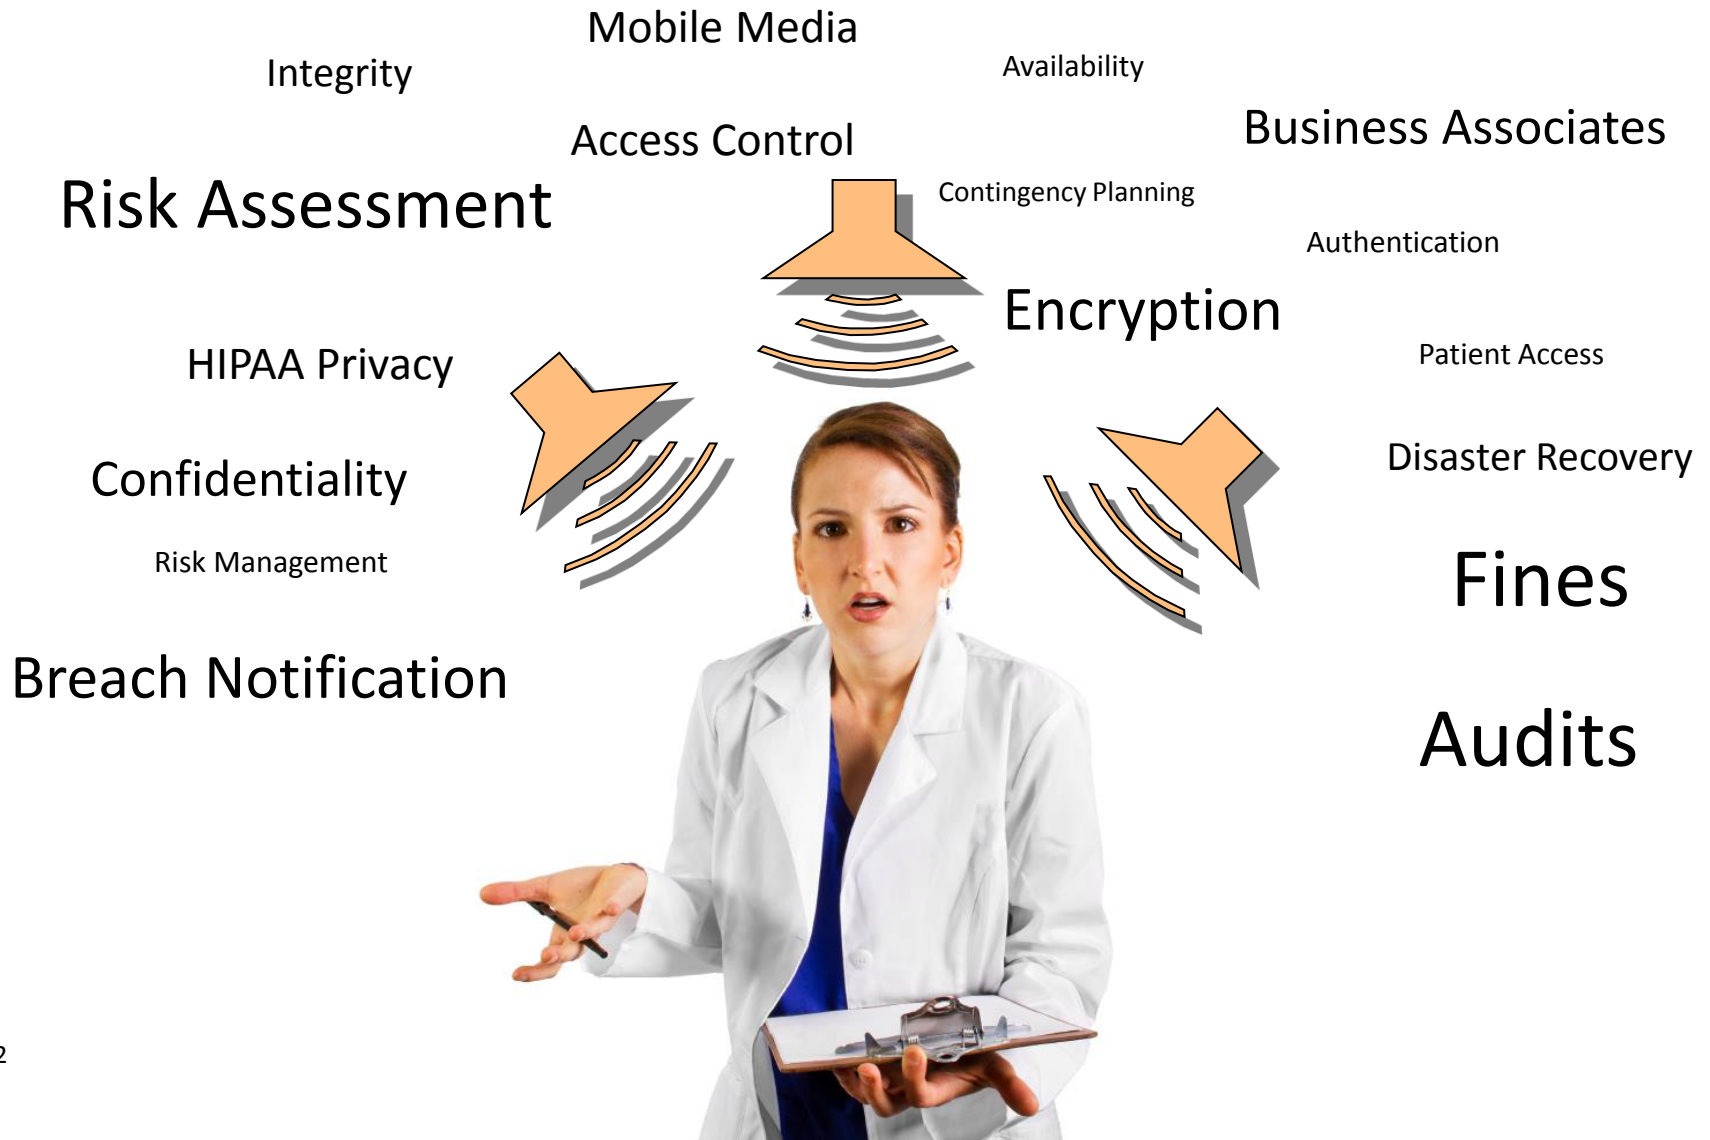 Mobile Media
Integrity
Availability
Business Associates
Access Control
Risk Assessment
Contingency Planning
Authentication
Encryption
HIPAA Privacy
Patient Access
Confidentiality
Disaster Recovery
Risk Management
Fines
Breach Notification
Audits
2